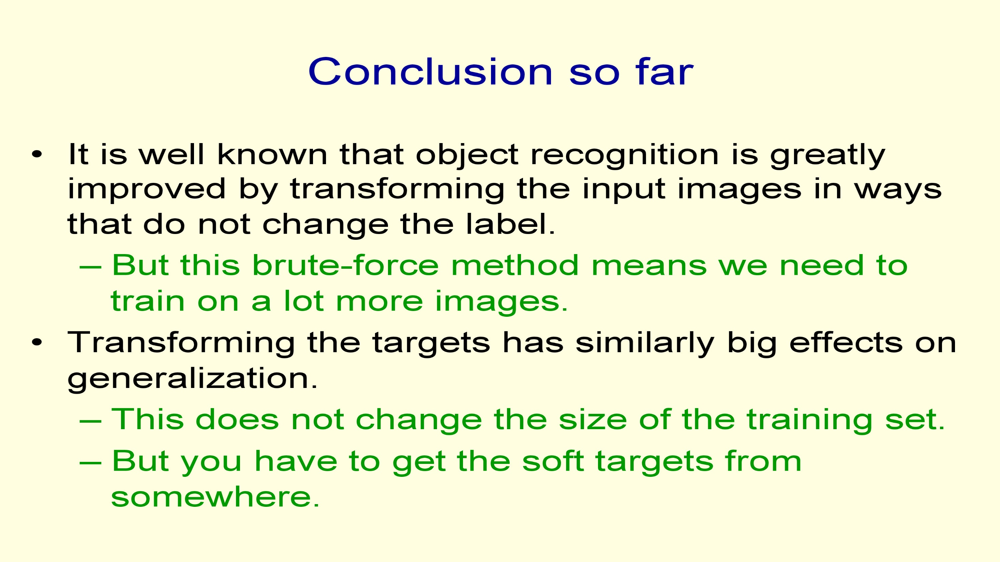 Conclusion so far
• It is well known that object recognition is greatly
improved by transforming the input images in ways
that do not change the label.
– But this brute-force method means we need to
train on a lot more images.
• Transforming the targets has similarly big effects on
generalization.
– This does not change the size of the training set.
– But you have to get the soft targets from
somewhere.